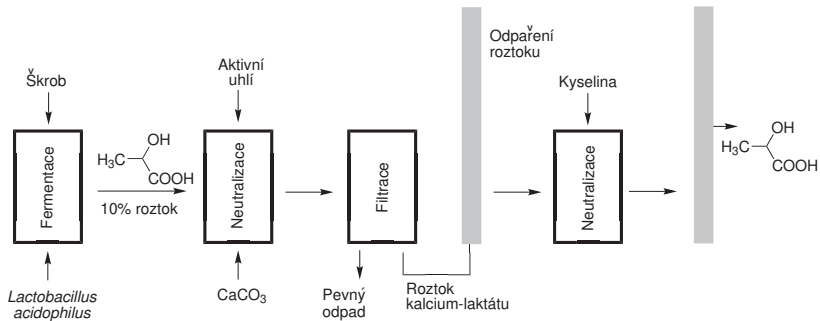 Škrob
Lactobacillus
acidophilus
Fermentace
OH
H₃C
COOH
10% roztok
Aktivní
uhlí
Neutralizace
CaCO₃
Filtrace
Pevný
odpad
Roztok
kalcium-laktátu
Odpaření
roztoku
Kyselina
Neutralizace
OH
H₃C
COOH